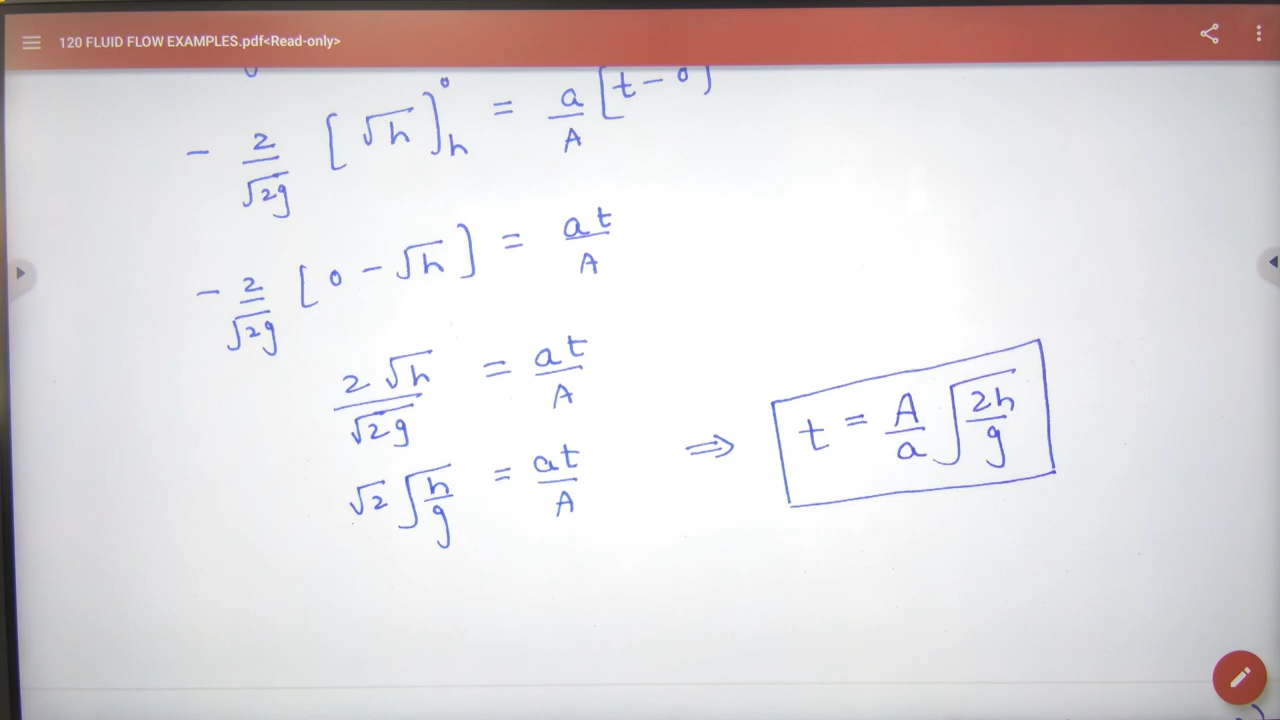 120 FLUID FLOW EXAMPLES.pdf<Read-only>
- 2/√2g [√h]_h^0 = a/A [t - 0]
- 2/√2g [0 - √h] = at/A
2√h/√2g = at/A
√2 √(h/g) = at/A ⇒ t = A/a √(2h/g)